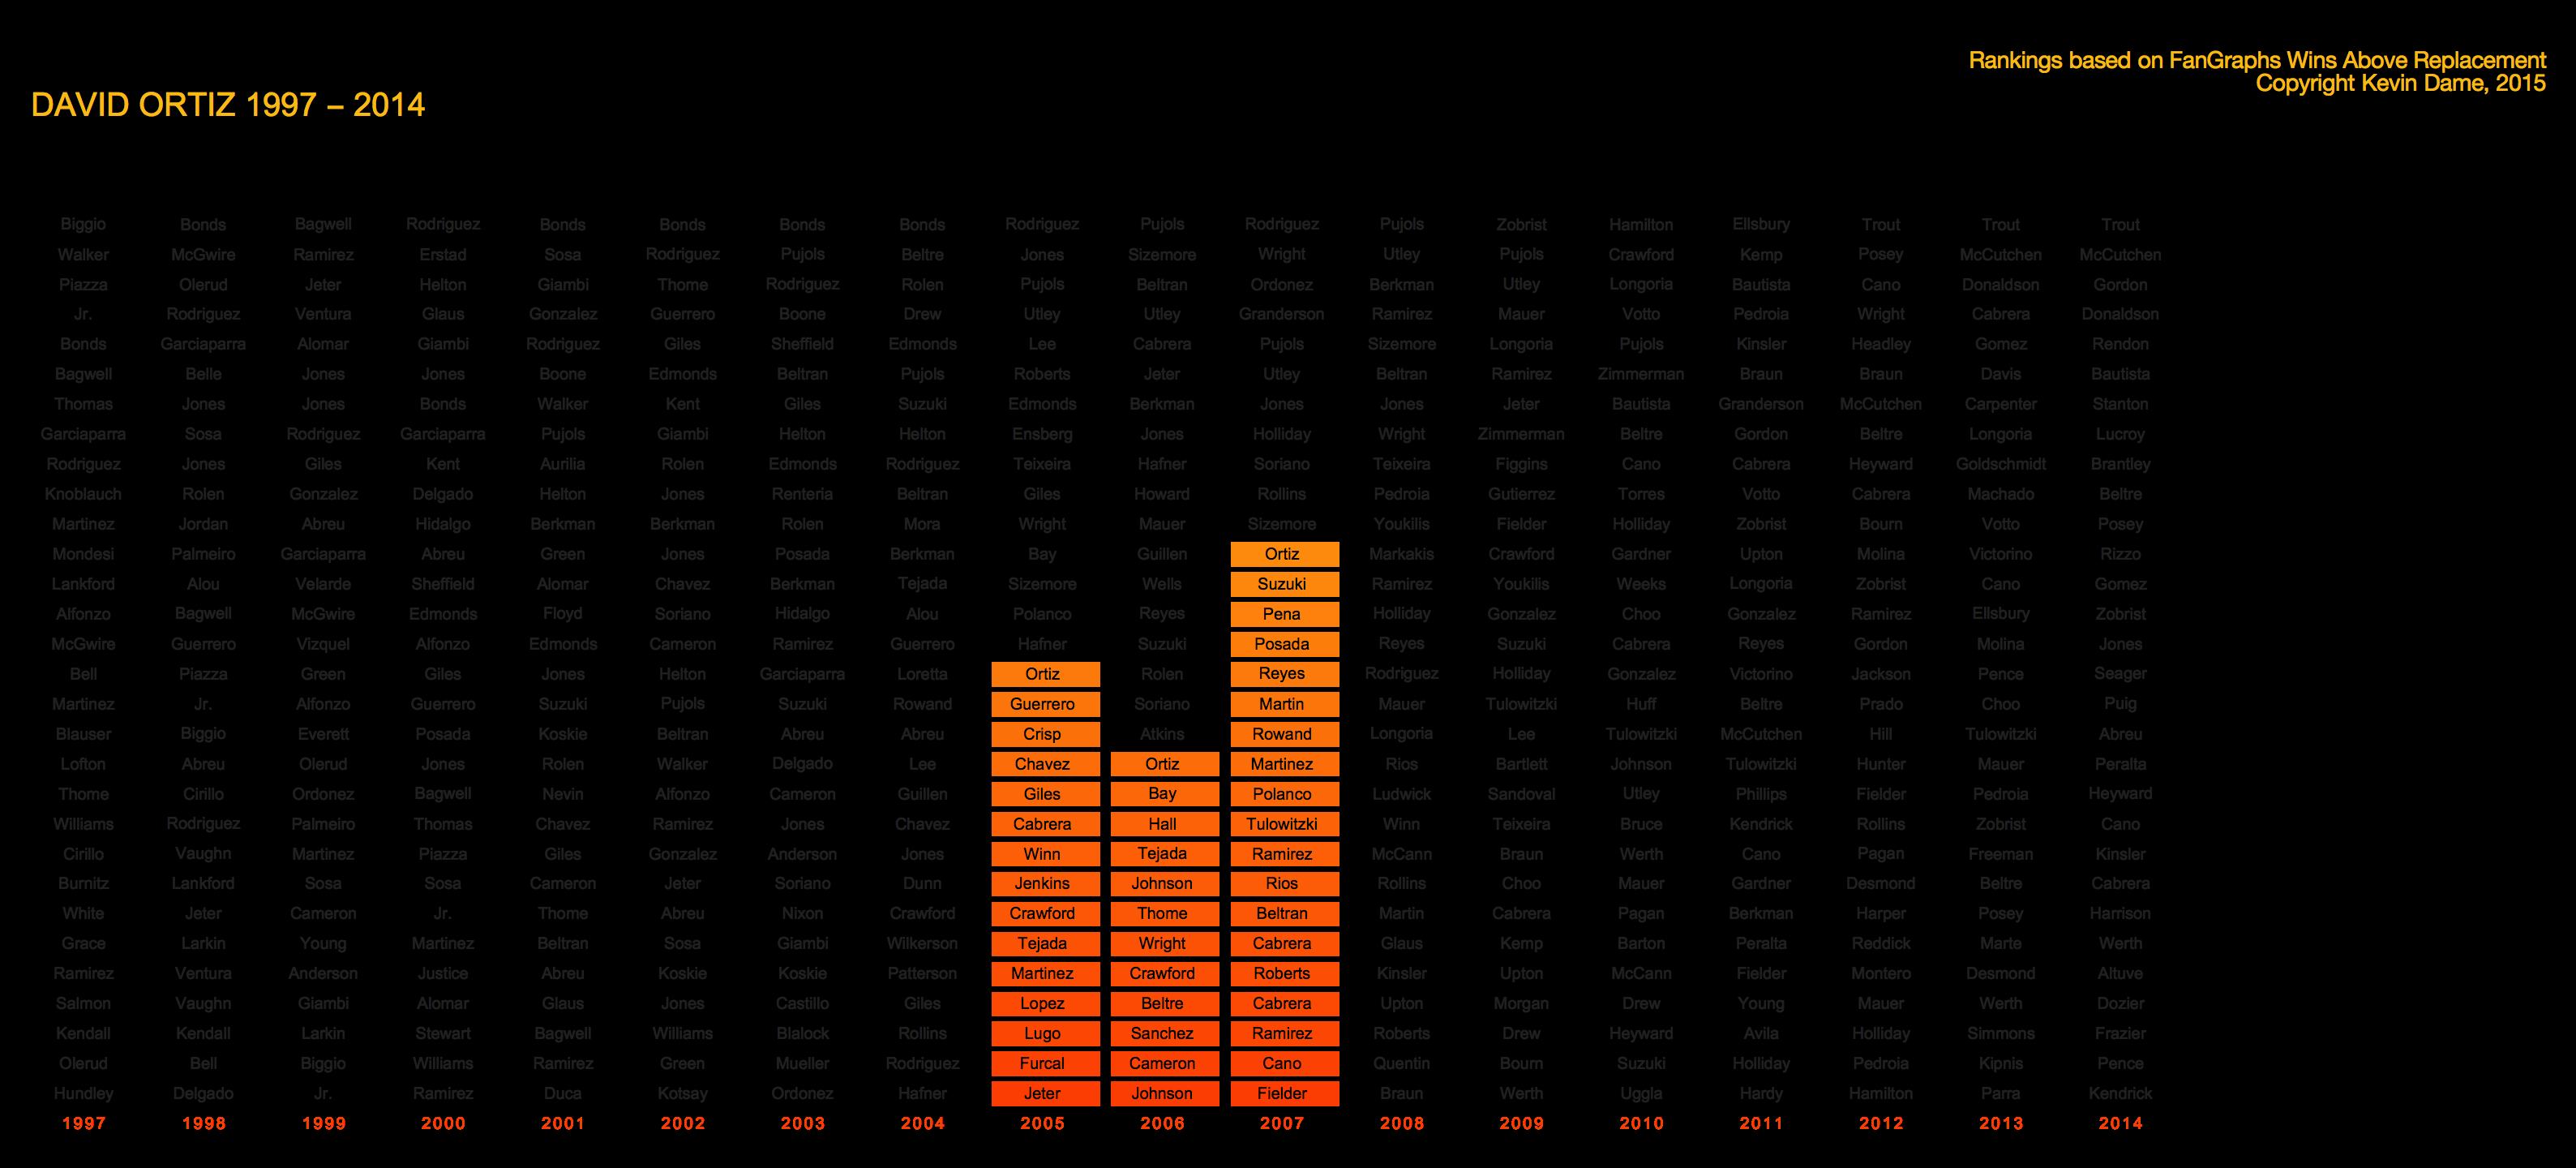 Rankings based on FanGraphs Wins Above Replacement
Copyright Kevin Dame, 2015
DAVID ORTIZ 1997 – 2014
Biggio Bonds Bagwell Rodriguez Bonds Bonds Bonds Bonds Rodriguez Pujols Rodriguez Pujols Zobrist Hamilton Ellsbury Trout Trout Trout
Walker McGwire Ramirez Erstad Sosa Rodriguez Pujols Beltre Jones Sizemore Wright Utley Pujols Crawford Kemp Posey McCutchen McCutchen
Piazza Olerud Jeter Helton Giambi Thome Rodriguez Rolen Pujols Beltran Ordonez Berkman Utley Longoria Bautista Cano Donaldson Gordon
Jr. Rodriguez Ventura Glaus Gonzalez Guerrero Boone Drew Utley Utley Granderson Ramirez Mauer Votto Pedroia Wright Cabrera Donaldson
Bonds Garciaparra Alomar Giambi Rodriguez Giles Sheffield Edmonds Lee Cabrera Pujols Sizemore Longoria Pujols Kinsler Headley Gomez Rendon
Bagwell Belle Jones Jones Boone Edmonds Beltran Pujols Roberts Jeter Utley Beltran Ramirez Zimmerman Braun Braun Davis Bautista
Thomas Jones Jones Bonds Walker Kent Giles Suzuki Edmonds Berkman Jones Jones Jeter Bautista Granderson McCutchen Carpenter Stanton
Garciaparra Sosa Rodriguez Garciaparra Pujols Giambi Helton Helton Ensberg Jones Holliday Wright Zimmerman Beltre Gordon Beltre Longoria Lucroy
Rodriguez Jones Giles Kent Aurilia Rolen Edmonds Rodriguez Teixeira Hafner Soriano Teixeira Figgins Cano Cabrera Heyward Goldschmidt Brantley
Knoblauch Rolen Gonzalez Delgado Helton Jones Renteria Beltran Giles Howard Rollins Pedroia Gutierrez Torres Votto Cabrera Machado Beltre
Martinez Jordan Abreu Hidalgo Berkman Berkman Rolen Mora Wright Mauer Sizemore Youkilis Fielder Holliday Zobrist Bourn Votto Posey
Mondesi Palmeiro Garciaparra Abreu Green Jones Posada Berkman Bay Guillen Ortiz Markakis Crawford Gardner Upton Molina Victorino Rizzo
Lankford Alou Velarde Sheffield Alomar Chavez Berkman Tejada Sizemore Wells Suzuki Ramirez Youkilis Weeks Longoria Zobrist Cano Gomez
Alfonzo Bagwell McGwire Edmonds Floyd Soriano Hidalgo Alou Polanco Reyes Pena Holliday Gonzalez Choo Gonzalez Ramirez Ellsbury Zobrist
McGwire Guerrero Vizquel Alfonzo Edmonds Cameron Ramirez Guerrero Hafner Suzuki Posada Reyes Suzuki Cabrera Reyes Gordon Molina Jones
Bell Piazza Green Giles Jones Helton Garciaparra Loretta Ortiz Rolen Reyes Rodriguez Holliday Gonzalez Victorino Jackson Pence Seager
Martinez Jr. Alfonzo Guerrero Suzuki Pujols Suzuki Rowand Guerrero Soriano Martin Mauer Tulowitzki Huff Beltre Prado Choo Puig
Blauser Biggio Everett Posada Koskie Beltran Abreu Abreu Crisp Atkins Rowand Longoria Lee Tulowitzki McCutchen Hill Tulowitzki Abreu
Lofton Abreu Olerud Jones Rolen Walker Delgado Lee Chavez Ortiz Martinez Rios Bartlett Johnson Tulowitzki Hunter Mauer Peralta
Thome Cirillo Ordonez Bagwell Nevin Alfonzo Cameron Guillen Giles Bay Polanco Ludwick Sandoval Utley Phillips Fielder Pedroia Heyward
Williams Rodriguez Palmeiro Thomas Chavez Ramirez Jones Chavez Cabrera Hall Tulowitzki Winn Teixeira Bruce Kendrick Rollins Zobrist Cano
Cirillo Vaughn Martinez Piazza Giles Gonzalez Anderson Jones Winn Tejada Ramirez McCann Braun Werth Cano Pagan Freeman Kinsler
Burnitz Lankford Sosa Sosa Cameron Jeter Soriano Dunn Jenkins Johnson Rios Rollins Choo Mauer Gardner Desmond Beltre Cabrera
White Jeter Cameron Jr. Thome Abreu Nixon Crawford Crawford Thome Beltran Martin Cabrera Pagan Berkman Harper Posey Harrison
Grace Larkin Young Martinez Beltran Sosa Giambi Wilkerson Tejada Wright Cabrera Glaus Kemp Barton Peralta Reddick Marte Werth
Ramirez Ventura Anderson Justice Abreu Koskie Koskie Patterson Martinez Crawford Roberts Kinsler Upton McCann Fielder Montero Desmond Altuve
Salmon Vaughn Giambi Alomar Glaus Jones Castillo Giles Lopez Beltre Cabrera Upton Morgan Drew Young Mauer Werth Dozier
Kendall Kendall Larkin Stewart Bagwell Williams Blalock Rollins Lugo Sanchez Ramirez Roberts Drew Heyward Avila Holliday Simmons Frazier
Olerud Bell Biggio Williams Ramirez Green Mueller Rodriguez Furcal Cameron Cano Quentin Bourn Suzuki Holliday Pedroia Kipnis Pence
Hundley Delgado Jr. Ramirez Duca Kotsay Ordonez Hafner Jeter Johnson Fielder Braun Werth Uggla Hardy Hamilton Parra Kendrick
1997 1998 1999 2000 2001 2002 2003 2004 2005 2006 2007 2008 2009 2010 2011 2012 2013 2014